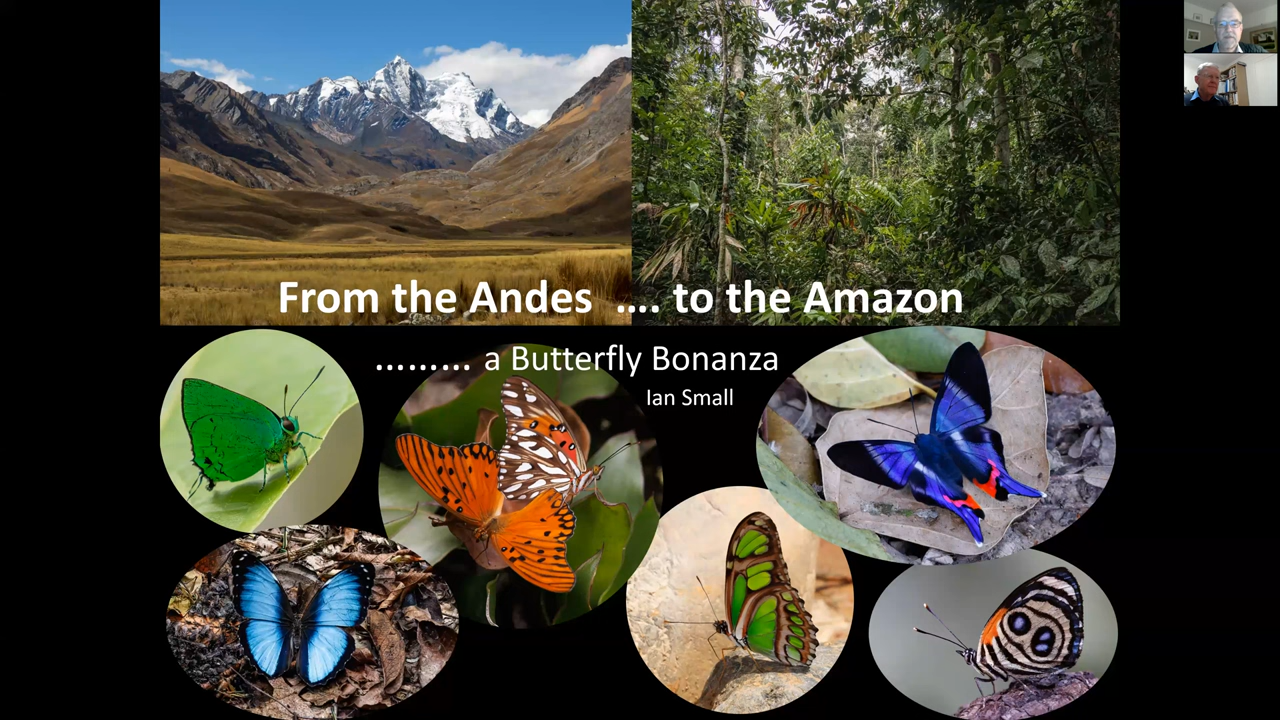 From the Andes .... to the Amazon
......... a Butterfly Bonanza
Ian Small